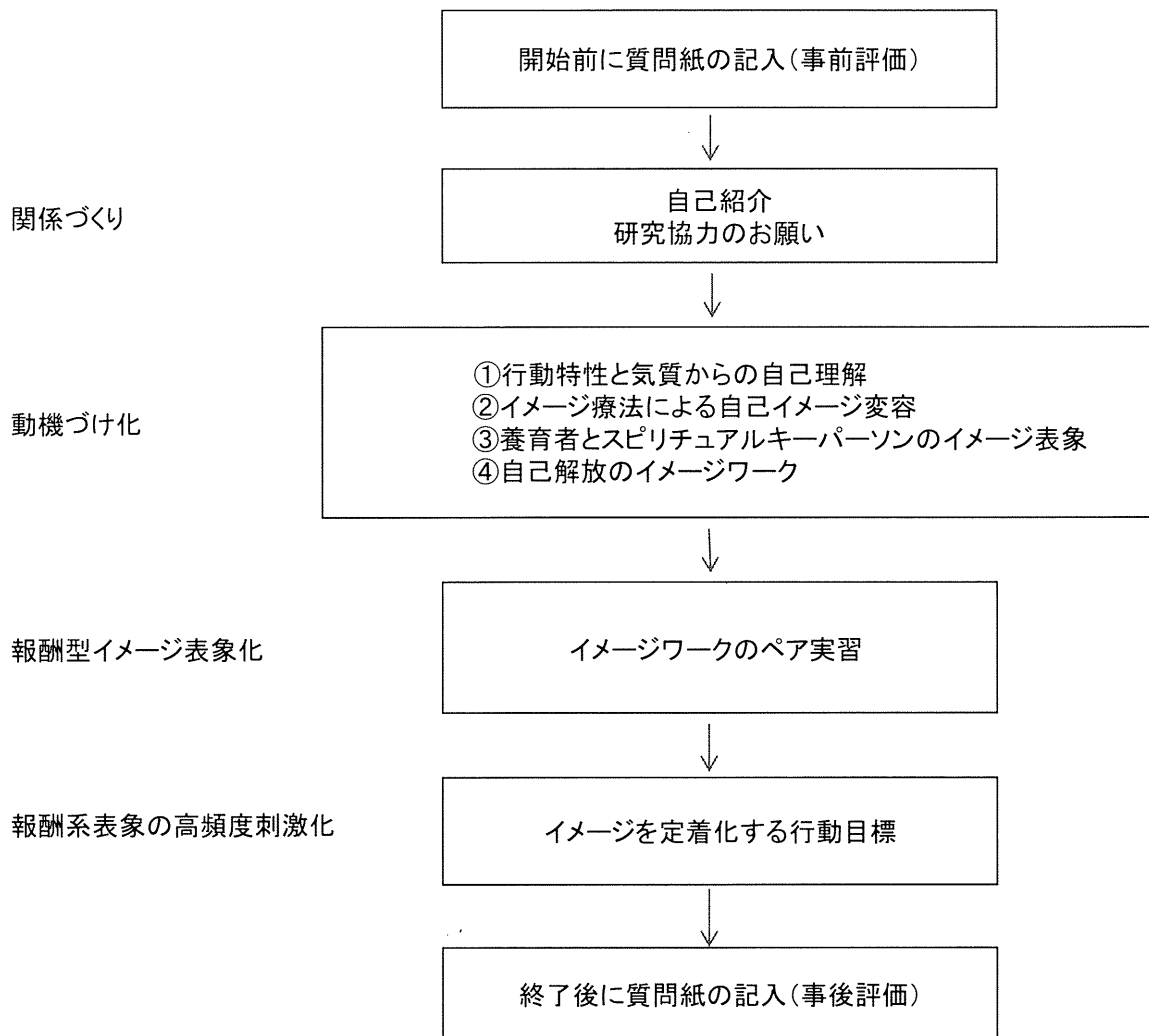 開始前に質問紙の記入(事前評価)
関係づくり
自己紹介
研究協力のお願い
動機づけ化
①行動特性と気質からの自己理解
②イメージ療法による自己イメージ変容
③養育者とスピリチュアルキーパーソンのイメージ表象
④自己解放のイメージワーク
報酬型イメージ表象化
イメージワークのペア実習
報酬系表象の高頻度刺激化
イメージを定着化する行動目標
終了後に質問紙の記入(事後評価)